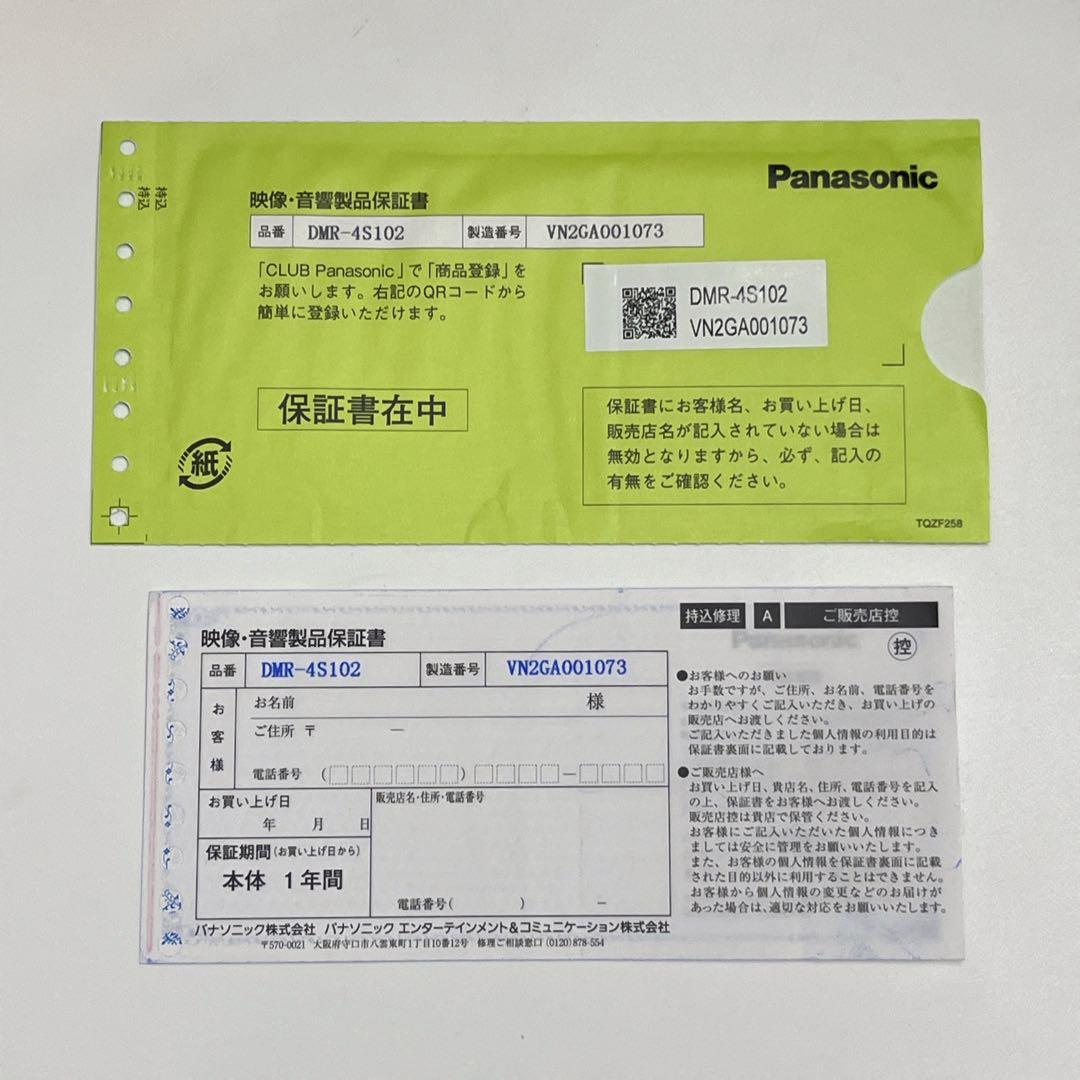 持込
持込
Panasonic
映像・音響製品保証書
品番 DMR-4S102 製造番号 VN2GA001073
「CLUB Panasonic」で「商品登録」を
お願いします。右記のQRコードから
簡単に登録いただけます。
DMR-4S102
VN2GA001073
保証書在中
紙
保証書にお客様名、お買い上げ日、
販売店名が記入されていない場合は
無効となりますから、必ず、記入の
有無をご確認ください。
TQZF258
持込修理 A ご販売店控
控
映像・音響製品保証書
品番 DMR-4S102 製造番号 VN2GA001073
お客様
お名前 様
ご住所 〒 ―
電話番号 ( ) ―
お買い上げ日
年 月 日
保証期間(お買い上げ日から)
本体 1年間
販売店名・住所・電話番号
電話番号( ) ―
パナソニック株式会社 パナソニック エンターテインメント&コミュニケーション株式会社
〒570-0021 大阪府守口市八雲東町1丁目10番12号 修理ご相談窓口(0120)878-554
●お客様へのお願い
お手数ですが、ご住所、お名前、電話番号を
わかりやすくご記入いただき、お買い上げの
販売店へお渡しください。
ご記入いただきました個人情報の利用目的は
保証書裏面に記載しております。
●ご販売店様へ
お買い上げ日、貴店名、住所、電話番号を記入
の上、保証書をお客様へお渡しください。
販売店控は貴店で保管ください。
お客様にご記入いただいた個人情報につき
ましては安全に管理をお願いいたします。
また、お客様の個人情報を保証書裏面に記載
された目的以外に利用することはできません。
お客様から個人情報の変更などのお届けが
あった場合は、適切な対応をお願いいたします。